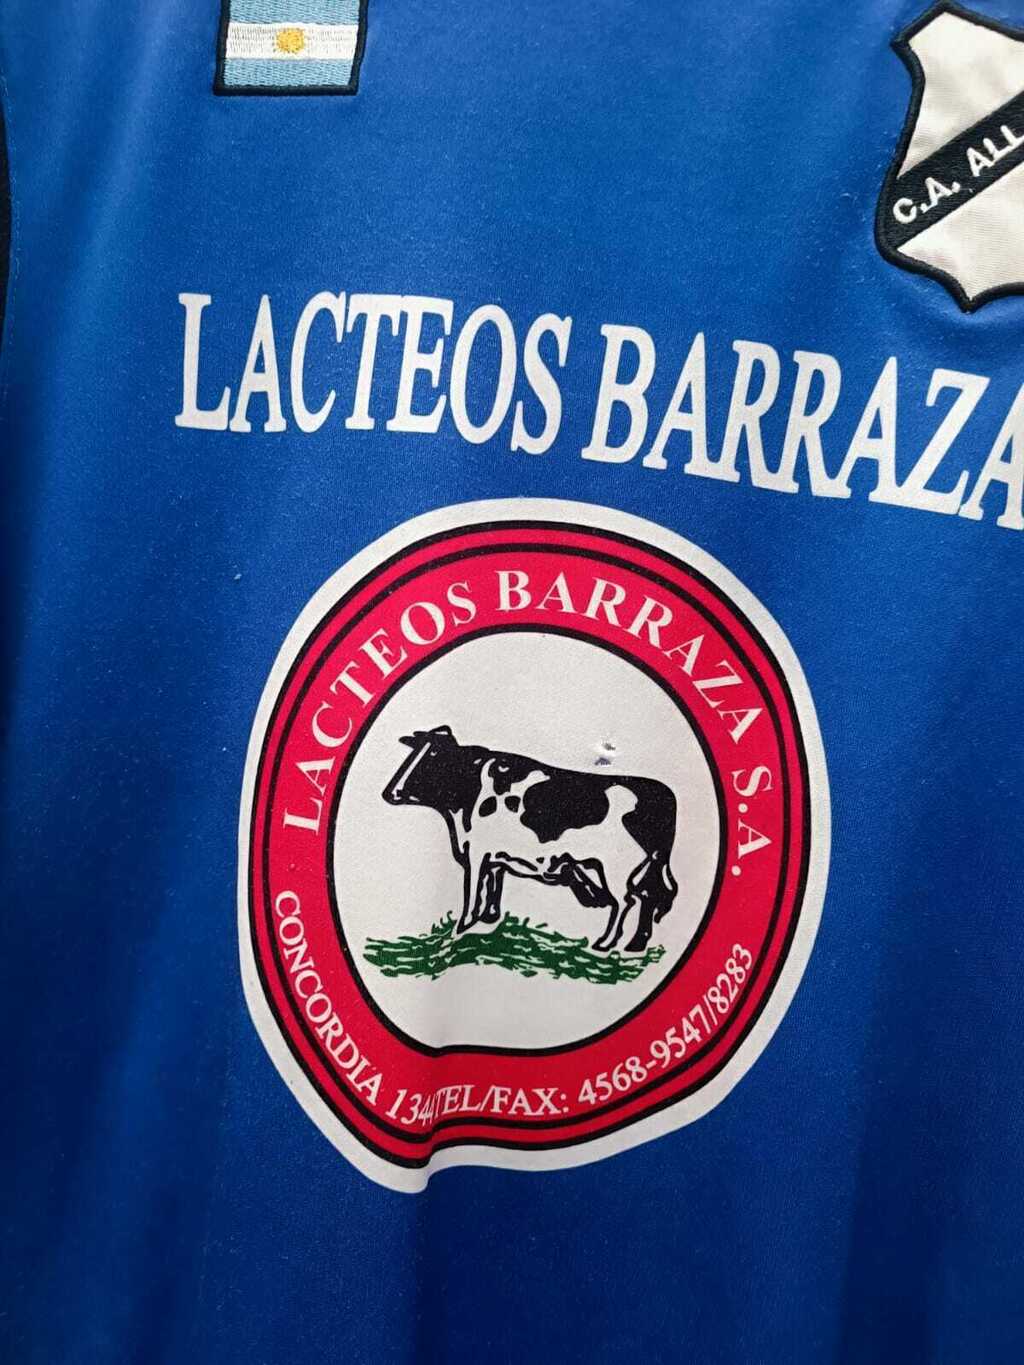 C.A. ALL
LACTEOS BARRAZA
LACTEOS BARRAZA S.A.
CONCORDIA 1344 TEL/FAX: 4568-9547/8283